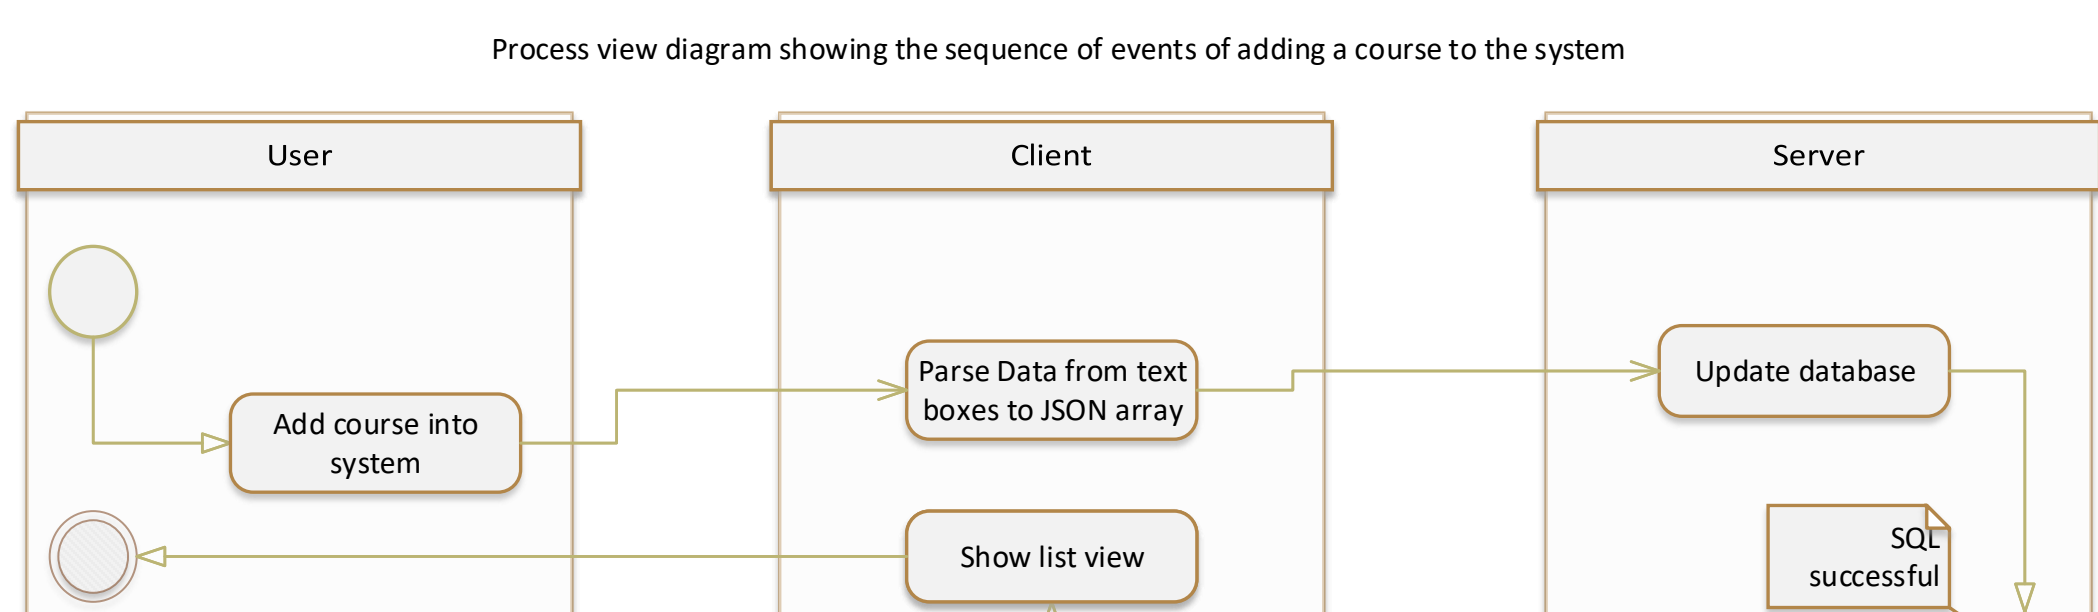 Process view diagram showing the sequence of events of adding a course to the system
User
Client
Server
Parse Data from text
boxes to JSON array
Update database
Add course into
system
Show list view
SQL
successful